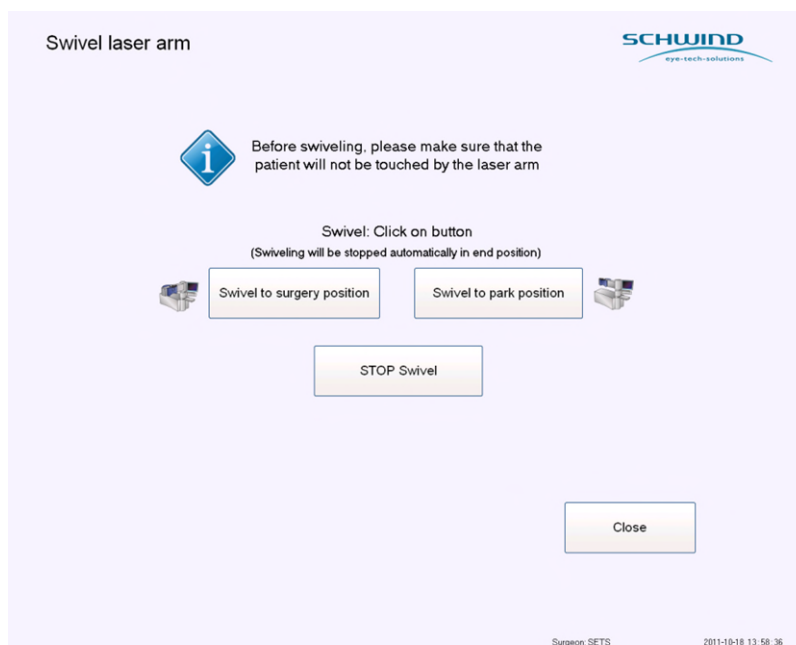 Swivel laser arm
SCHWIND
eye-tech-solutions
Before swiveling, please make sure that the
patient will not be touched by the laser arm
Swivel: Click on button
(Swiveling will be stopped automatically in end position)
Swivel to surgery position
Swivel to park position
STOP Swivel
Close
Surgeon: SETS
2011-10-18 13:58:36